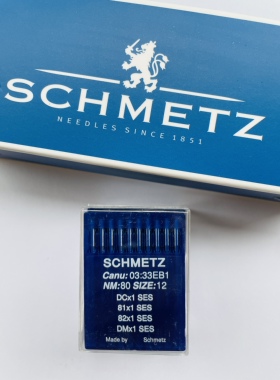 SCHMETZ
NEEDLES SINCE 1851
SCHMETZ
Canu: 03:33EB1
NM:80 SIZE:12
DCx1 SES
81x1 SES
82x1 SES
DMx1 SES
Made by Schmetz